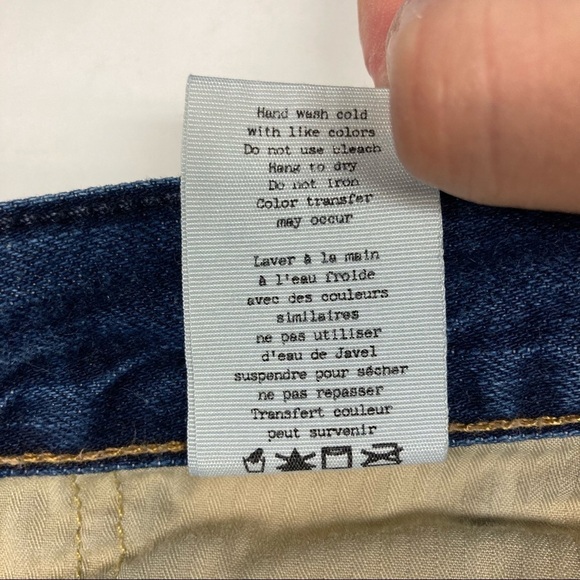 Hand wash cold
with like colors
Do not use bleach
Hang to dry
Do not iron
Color transfer
may occur
Laver à la main
à l'eau froide
avec des couleurs
similaires
ne pas utiliser
d'eau de Javel
suspendre pour sécher
ne pas repasser
Transfert couleur
peut survenir